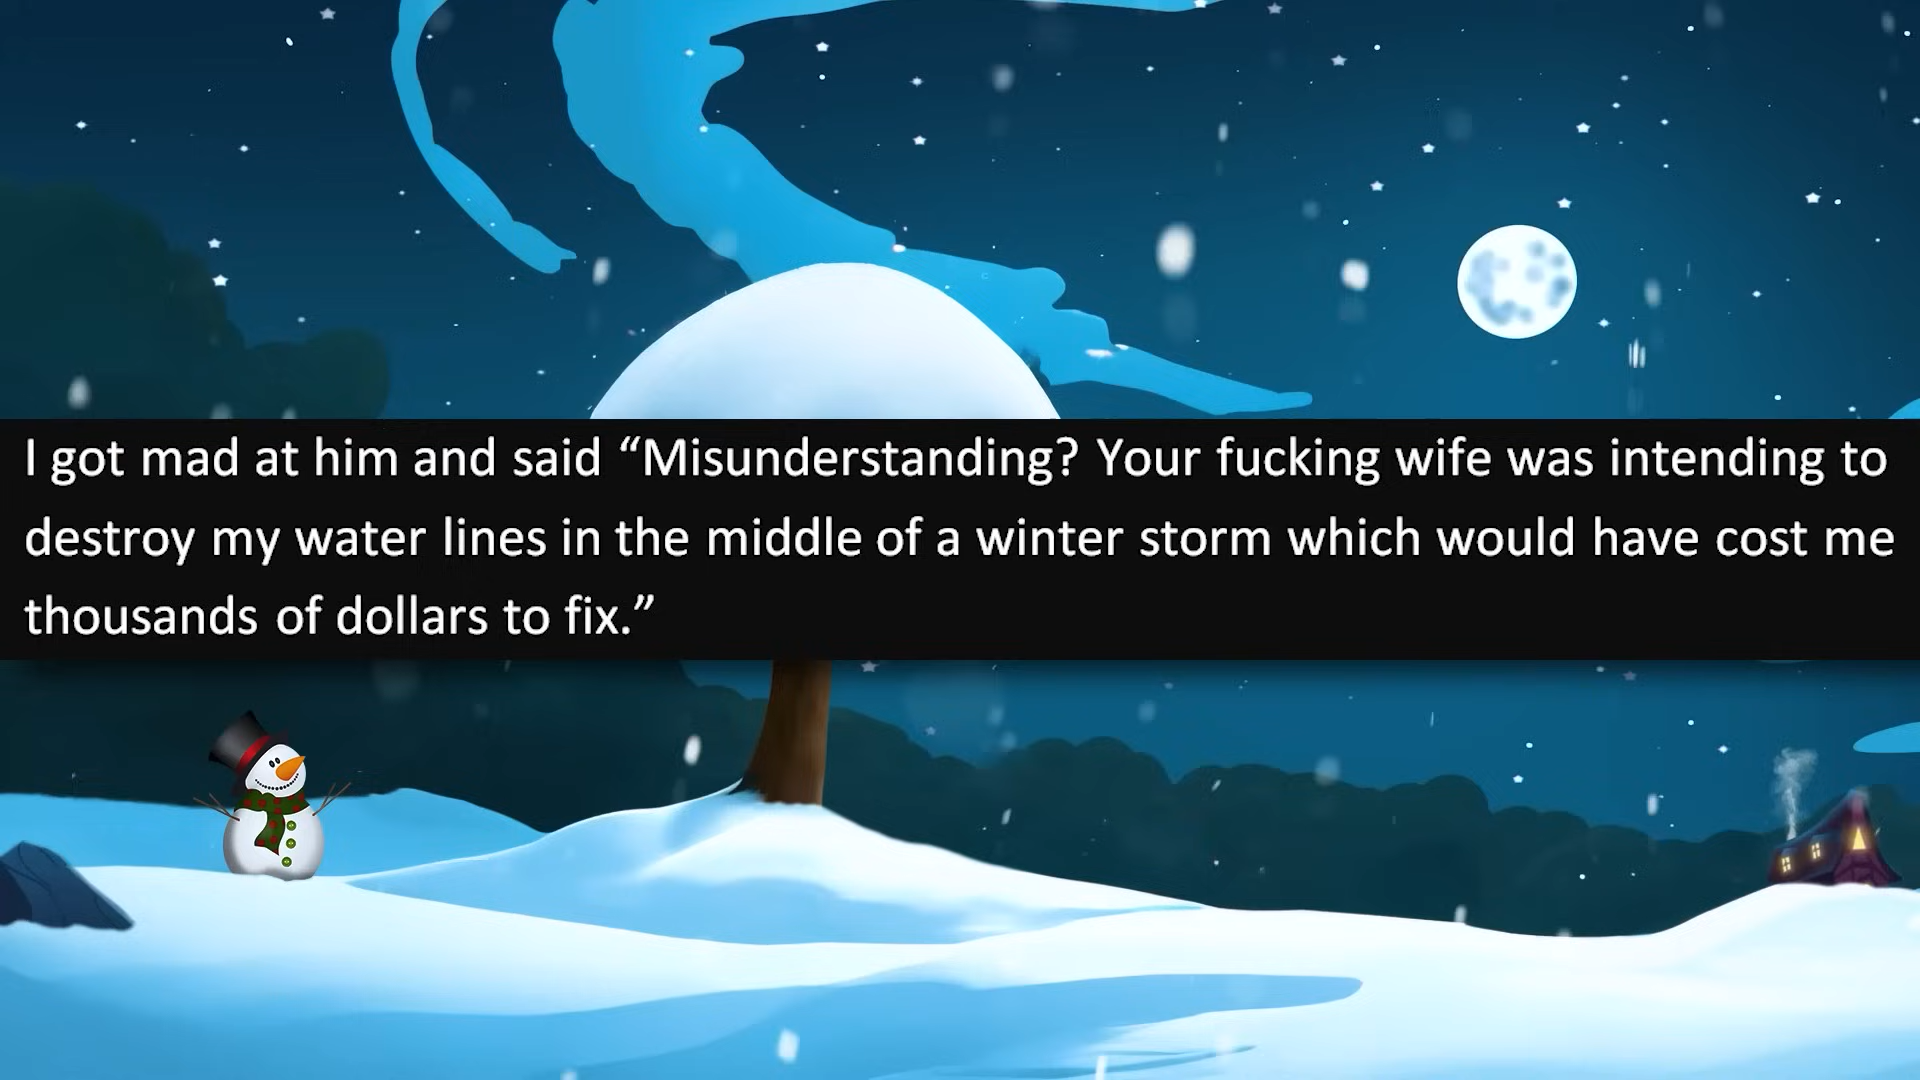 I got mad at him and said “Misunderstanding? Your fucking wife was intending to
destroy my water lines in the middle of a winter storm which would have cost me
thousands of dollars to fix.”